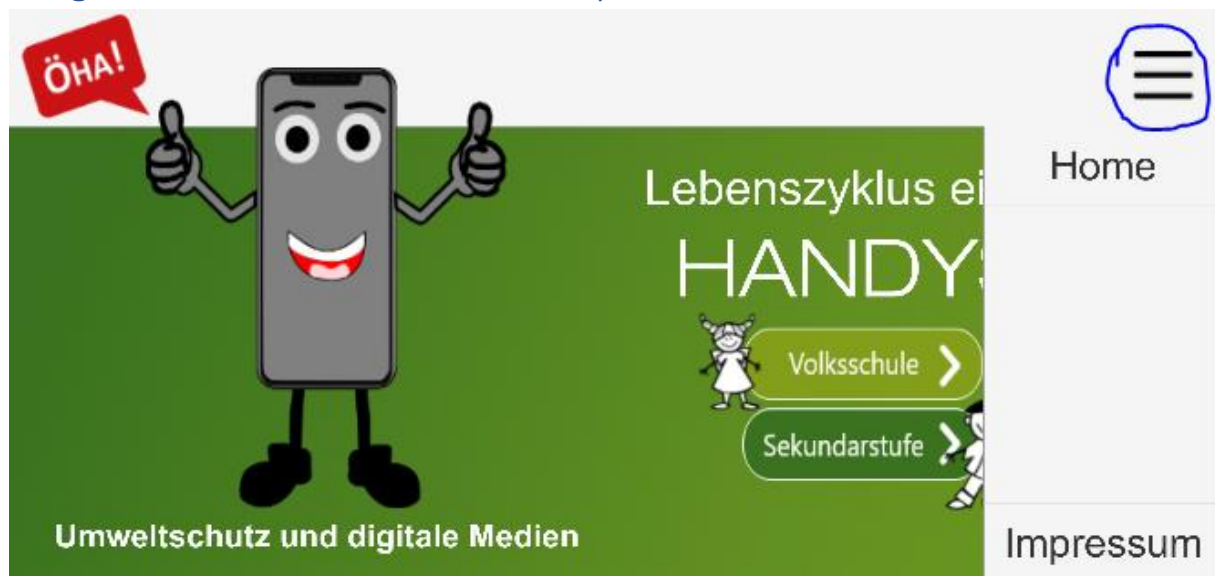 ÖHA!
Home
Lebenszyklus ei
HANDY
Volksschule
Sekundarstufe
Umweltschutz und digitale Medien
Impressum